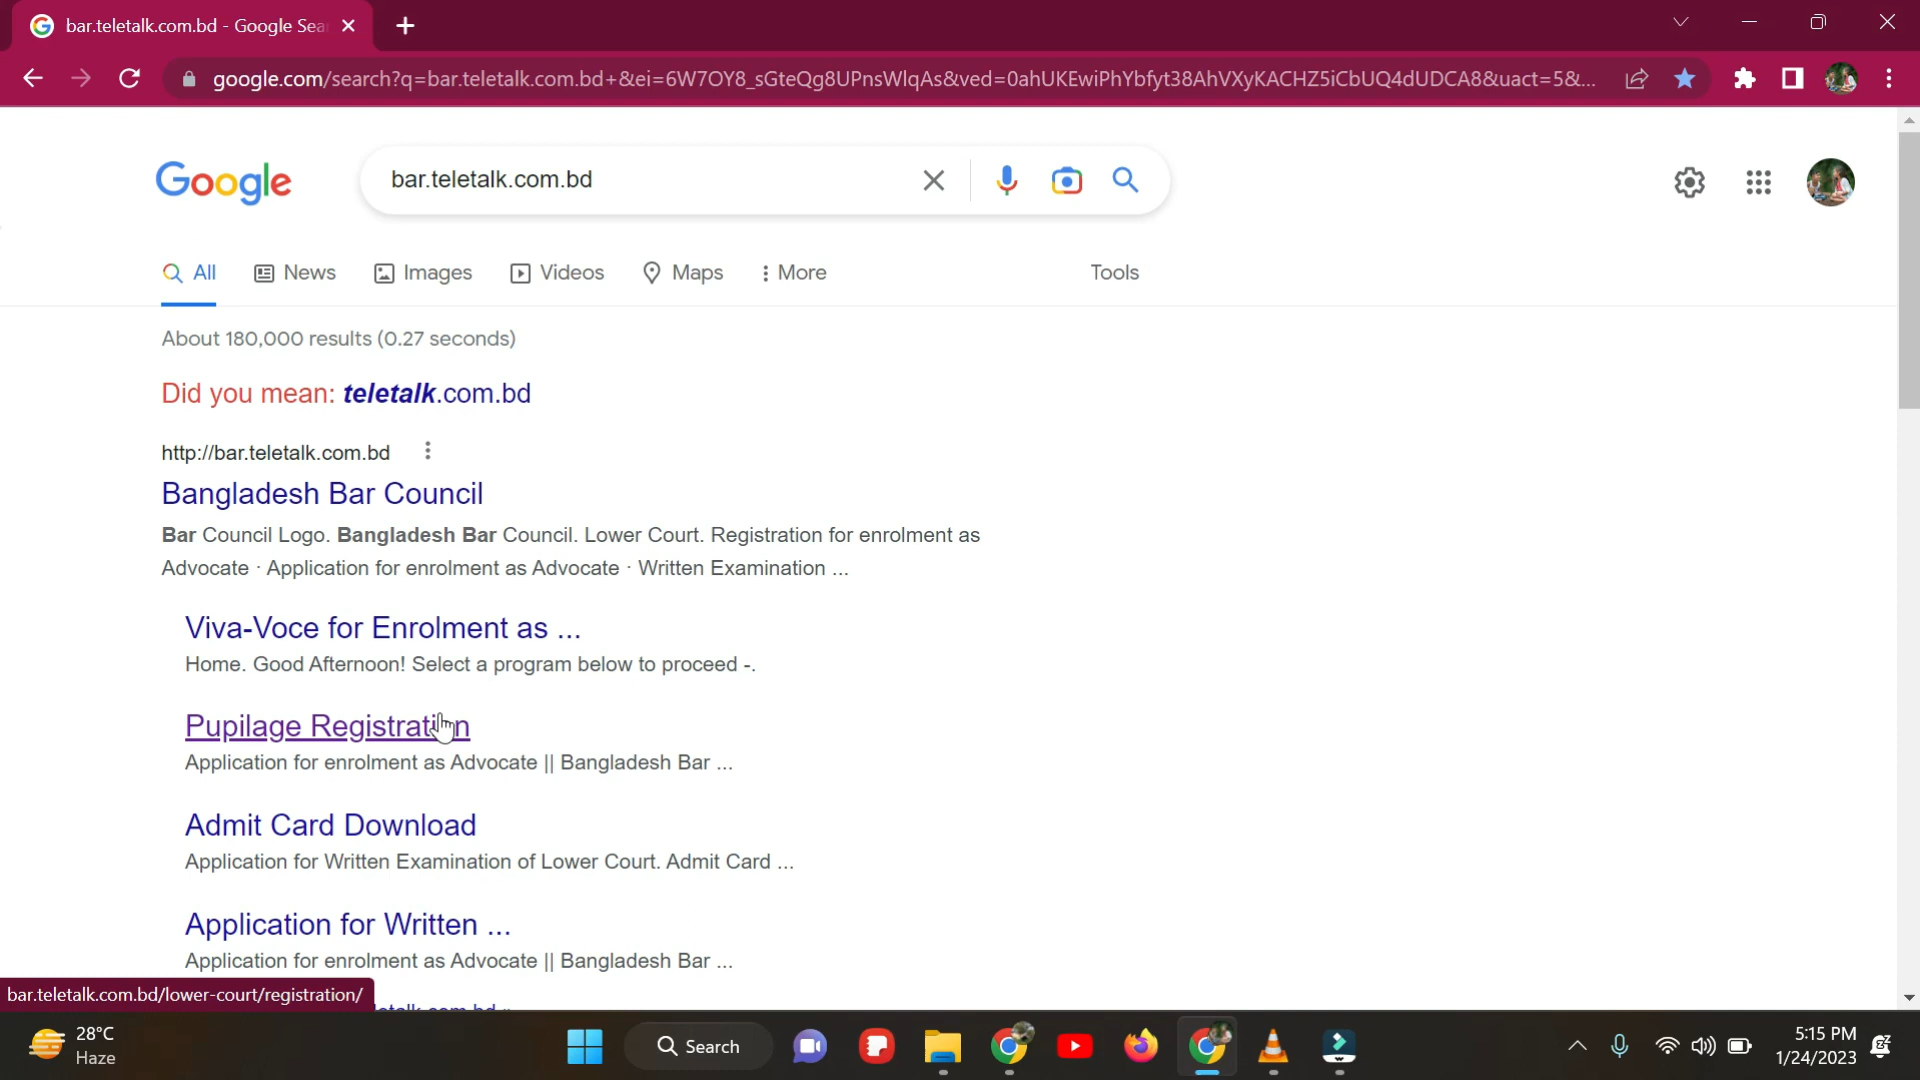 bar.teletalk.com.bd - Google Sea
google.com/search?q=bar.teletalk.com.bd+&ei=6W7OY8_sGteQg8UPnsWlqAs&ved=0ahUKEwiPhYbfyt38AhVXyKACHZ5iCbUQ4dUDCA8&uact=5&...
Google
bar.teletalk.com.bd
All News Images Videos Maps More Tools
About 180,000 results (0.27 seconds)
Did you mean: teletalk.com.bd
http://bar.teletalk.com.bd
Bangladesh Bar Council
Bar Council Logo. Bangladesh Bar Council. Lower Court. Registration for enrolment as
Advocate · Application for enrolment as Advocate · Written Examination ...
Viva-Voce for Enrolment as ...
Home. Good Afternoon! Select a program below to proceed -.
Pupilage Registration
Application for enrolment as Advocate || Bangladesh Bar ...
Admit Card Download
Application for Written Examination of Lower Court. Admit Card ...
Application for Written ...
Application for enrolment as Advocate || Bangladesh Bar ...
bar.teletalk.com.bd/lower-court/registration/
28°C
Haze
Search
5:15 PM
1/24/2023